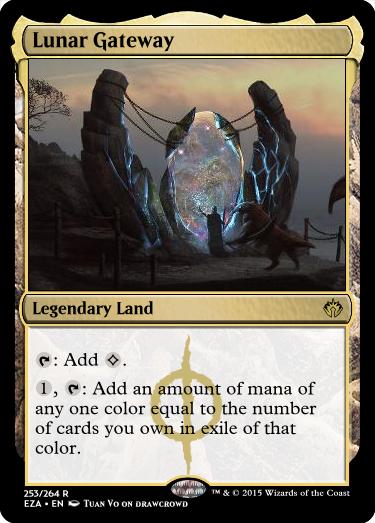 Lunar Gateway
Legendary Land
: Add .
1, : Add an amount of mana of
any one color equal to the number
of cards you own in exile of that
color.
253/264 R
EZA • EN Tuan Vo on drawcrowd
™ & © 2015 Wizards of the Coast